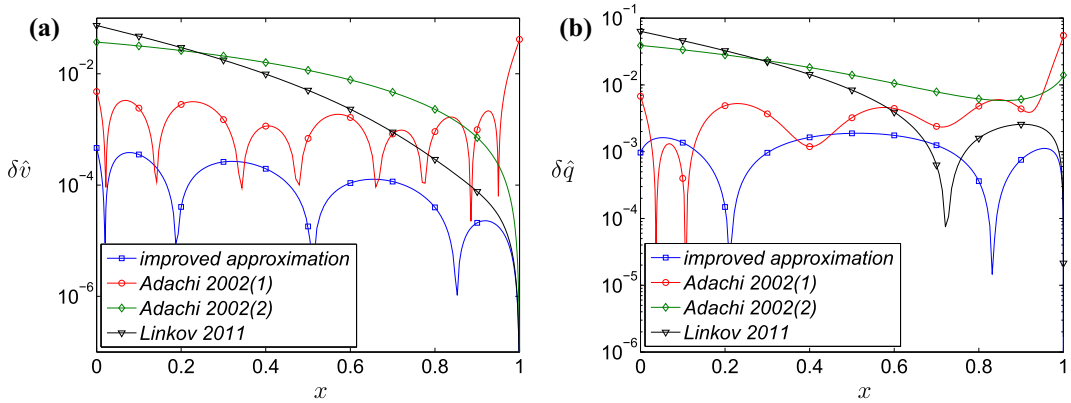 (a)
10^{-2}
10^{-4}
10^{-6}
δv̂
improved approximation
Adachi 2002(1)
Adachi 2002(2)
Linkov 2011
0 0.2 0.4 0.6 0.8 1
x
(b)
10^{-1}
10^{-2}
10^{-3}
10^{-4}
10^{-5}
10^{-6}
δq̂
improved approximation
Adachi 2002(1)
Adachi 2002(2)
Linkov 2011
0 0.2 0.4 0.6 0.8 1
x